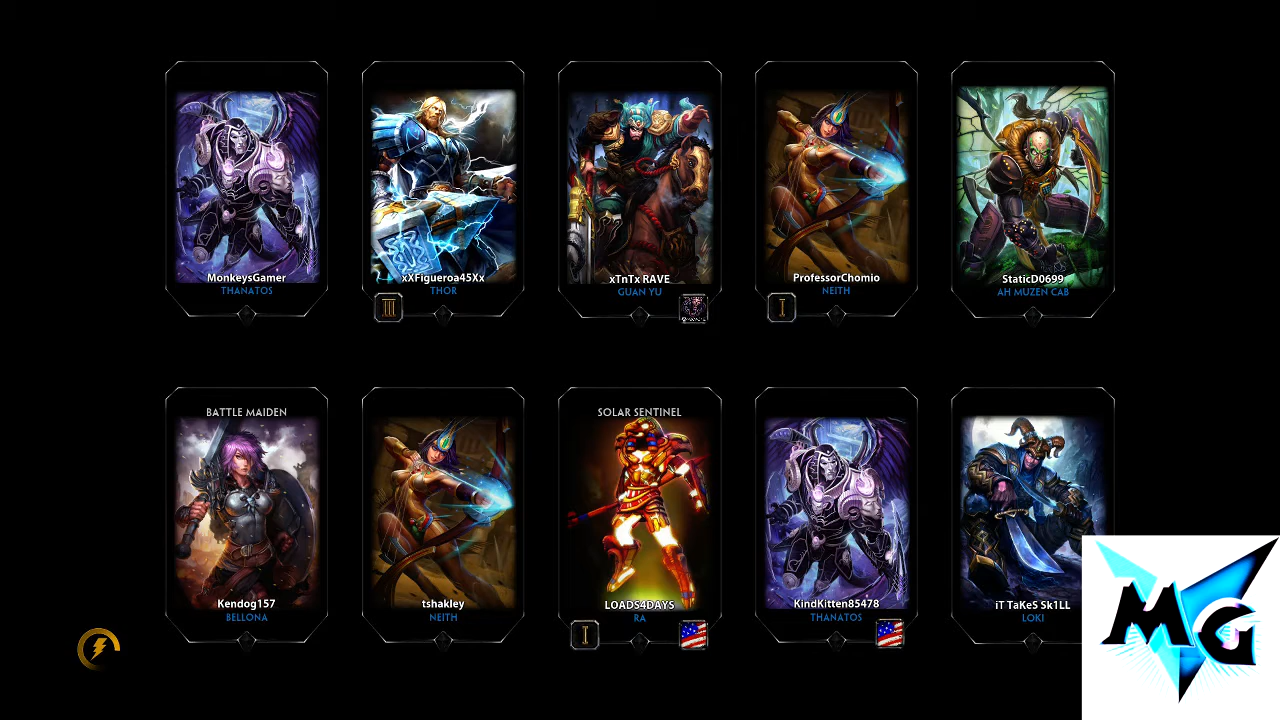 MonkeysGamer
THANATOS
xXFigueroa45Xx
THOR
III
xTnTx RAVE
GUAN YU
ProfessorChomio
NEITH
I
StaticD0699
AH MUZEN CAB
BATTLE MAIDEN
Kendog157
BELLONA
tshakley
NEITH
SOLAR SENTINEL
LOADS4DAYS
RA
I
KindKitten85478
THANATOS
iT TaKeS Sk1LL
LOKI
MG